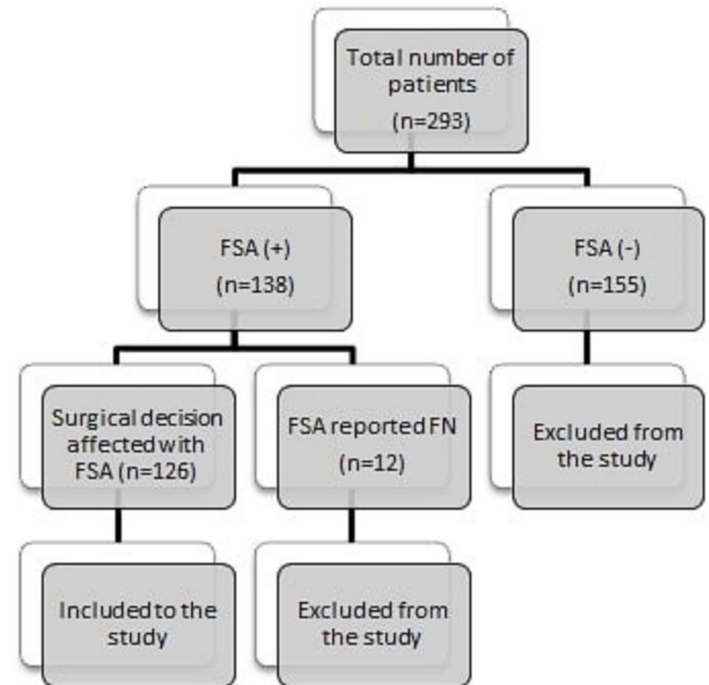 Total number of
patients
(n=293)
FSA (+)
(n=138)
FSA (-)
(n=155)
Surgical decision
affected with
FSA (n=126)
FSA reported FN
(n=12)
Excluded from
the study
Included to the
study
Excluded from
the study